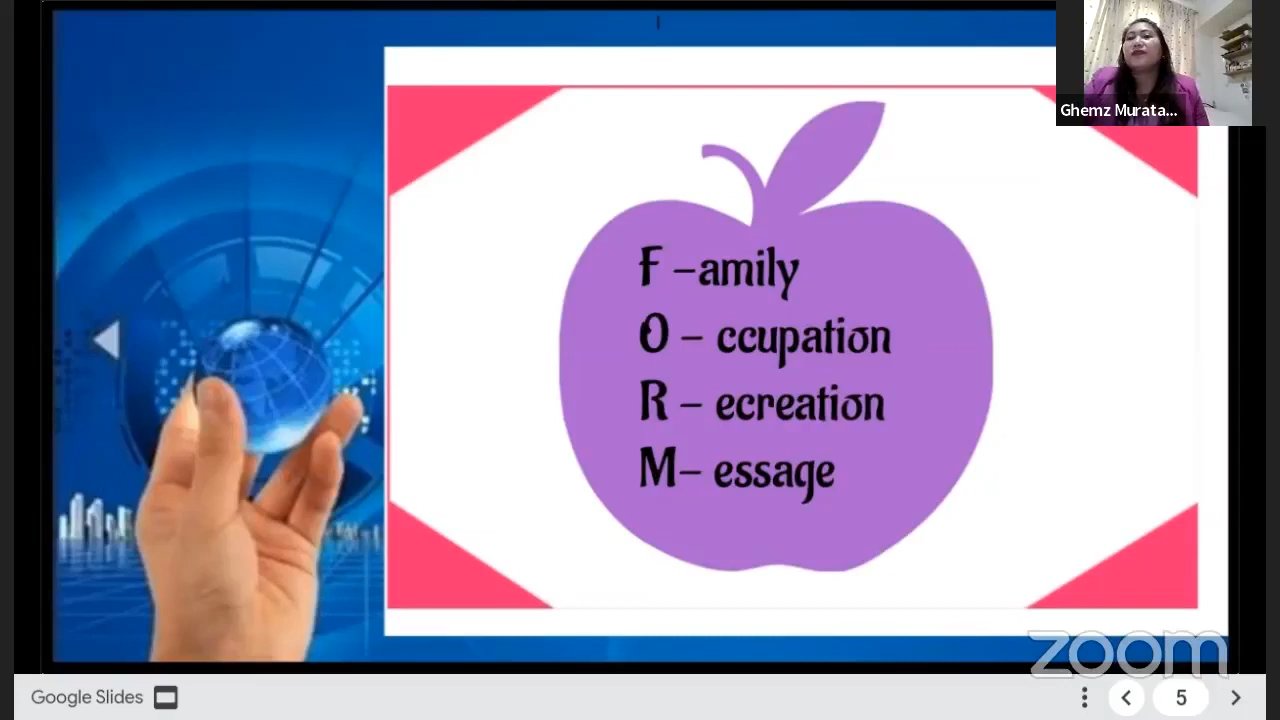 Ghemz Murata...
F –amily
O – ccupation
R – ecreation
M– essage
zoom
Google Slides
5